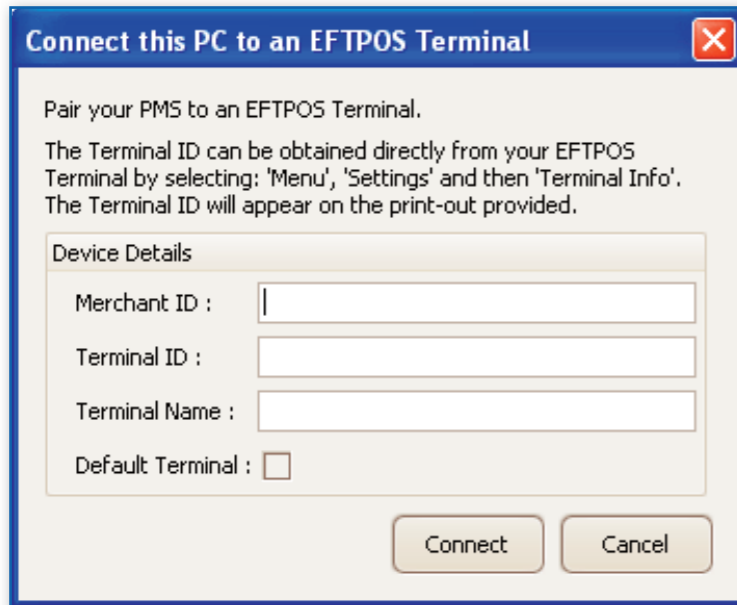 Connect this PC to an EFTPOS Terminal
Pair your PMS to an EFTPOS Terminal.
The Terminal ID can be obtained directly from your EFTPOS
Terminal by selecting: 'Menu', 'Settings' and then 'Terminal Info'.
The Terminal ID will appear on the print-out provided.
Device Details
Merchant ID :
Terminal ID :
Terminal Name :
Default Terminal :
Connect Cancel